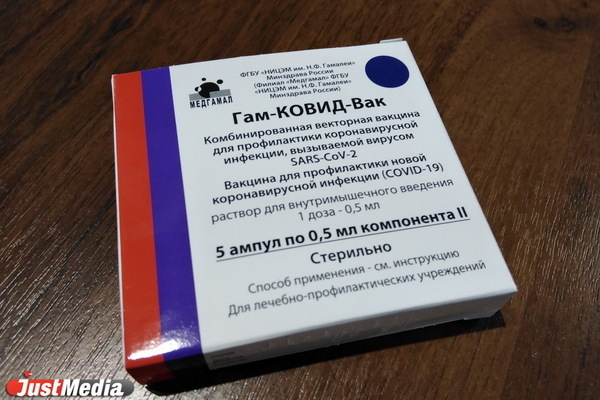 ФГБУ «НИЦЭМ им. Н.Ф. Гамалеи»
Минздрава России
(Филиал «Медгамал» ФГБУ
«НИЦЭМ им. Н.Ф. Гамалеи»
Минздрава России)
МЕДГАМАЛ
Гам-КОВИД-Вак
Комбинированная векторная вакцина
для профилактики коронавирусной
инфекции, вызываемой вирусом
SARS-CoV-2
Вакцина для профилактики новой
коронавирусной инфекции (COVID-19)
раствор для внутримышечного введения
1 доза - 0,5 мл
5 ампул по 0,5 мл компонента II
Стерильно
Способ применения - см. инструкцию
Для лечебно-профилактических учреждений
JustMedia